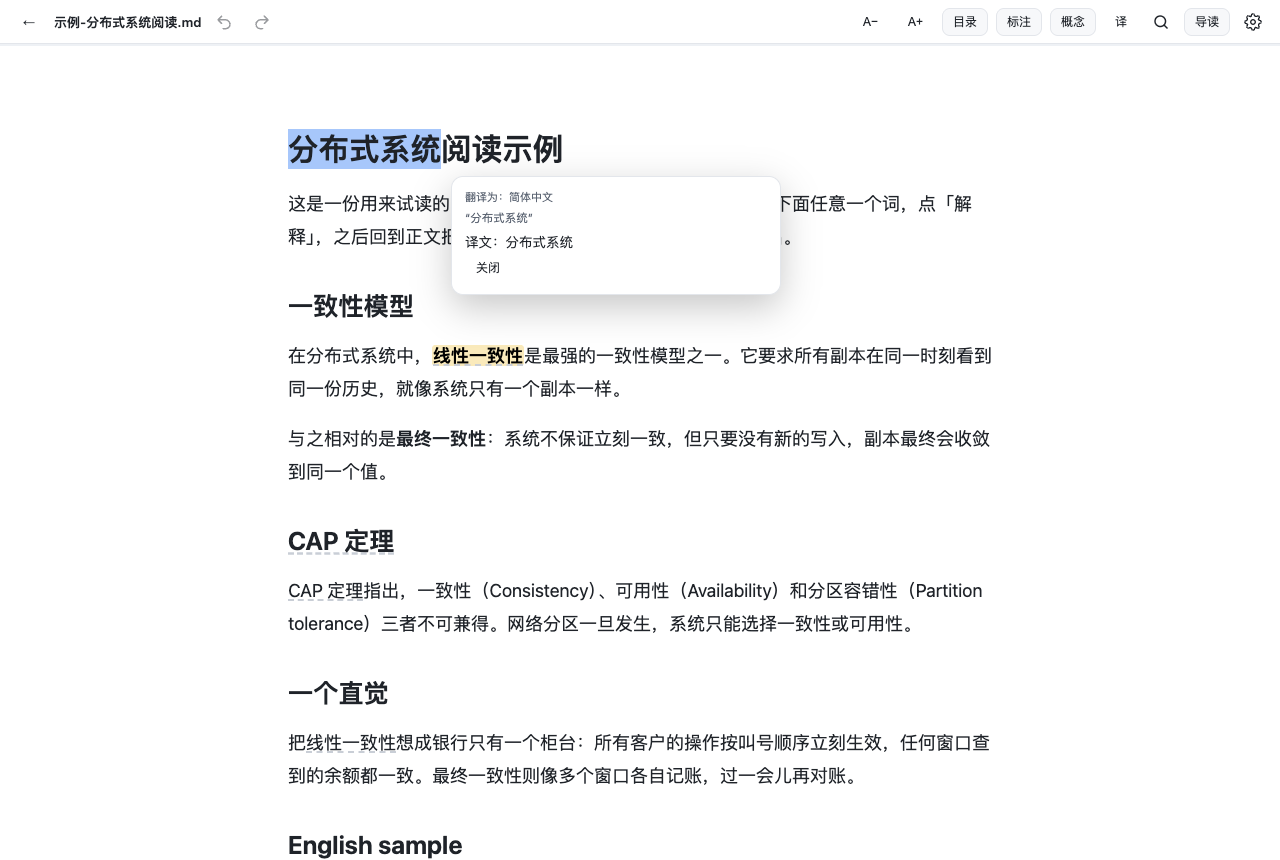 ← 示例-分布式系统阅读.md A− A+ 目录 标注 概念 译 导读
分布式系统阅读示例
这是一份用来试读的
下面任意一个词，点「解
释」，之后回到正文把
。
翻译为：简体中文
“分布式系统”
译文：分布式系统
关闭
一致性模型
在分布式系统中，线性一致性是最强的一致性模型之一。它要求所有副本在同一时刻看到
同一份历史，就像系统只有一个副本一样。
与之相对的是最终一致性：系统不保证立刻一致，但只要没有新的写入，副本最终会收敛
到同一个值。
CAP 定理
CAP 定理指出，一致性（Consistency）、可用性（Availability）和分区容错性（Partition
tolerance）三者不可兼得。网络分区一旦发生，系统只能选择一致性或可用性。
一个直觉
把线性一致性想成银行只有一个柜台：所有客户的操作按叫号顺序立刻生效，任何窗口查
到的余额都一致。最终一致性则像多个窗口各自记账，过一会儿再对账。
English sample